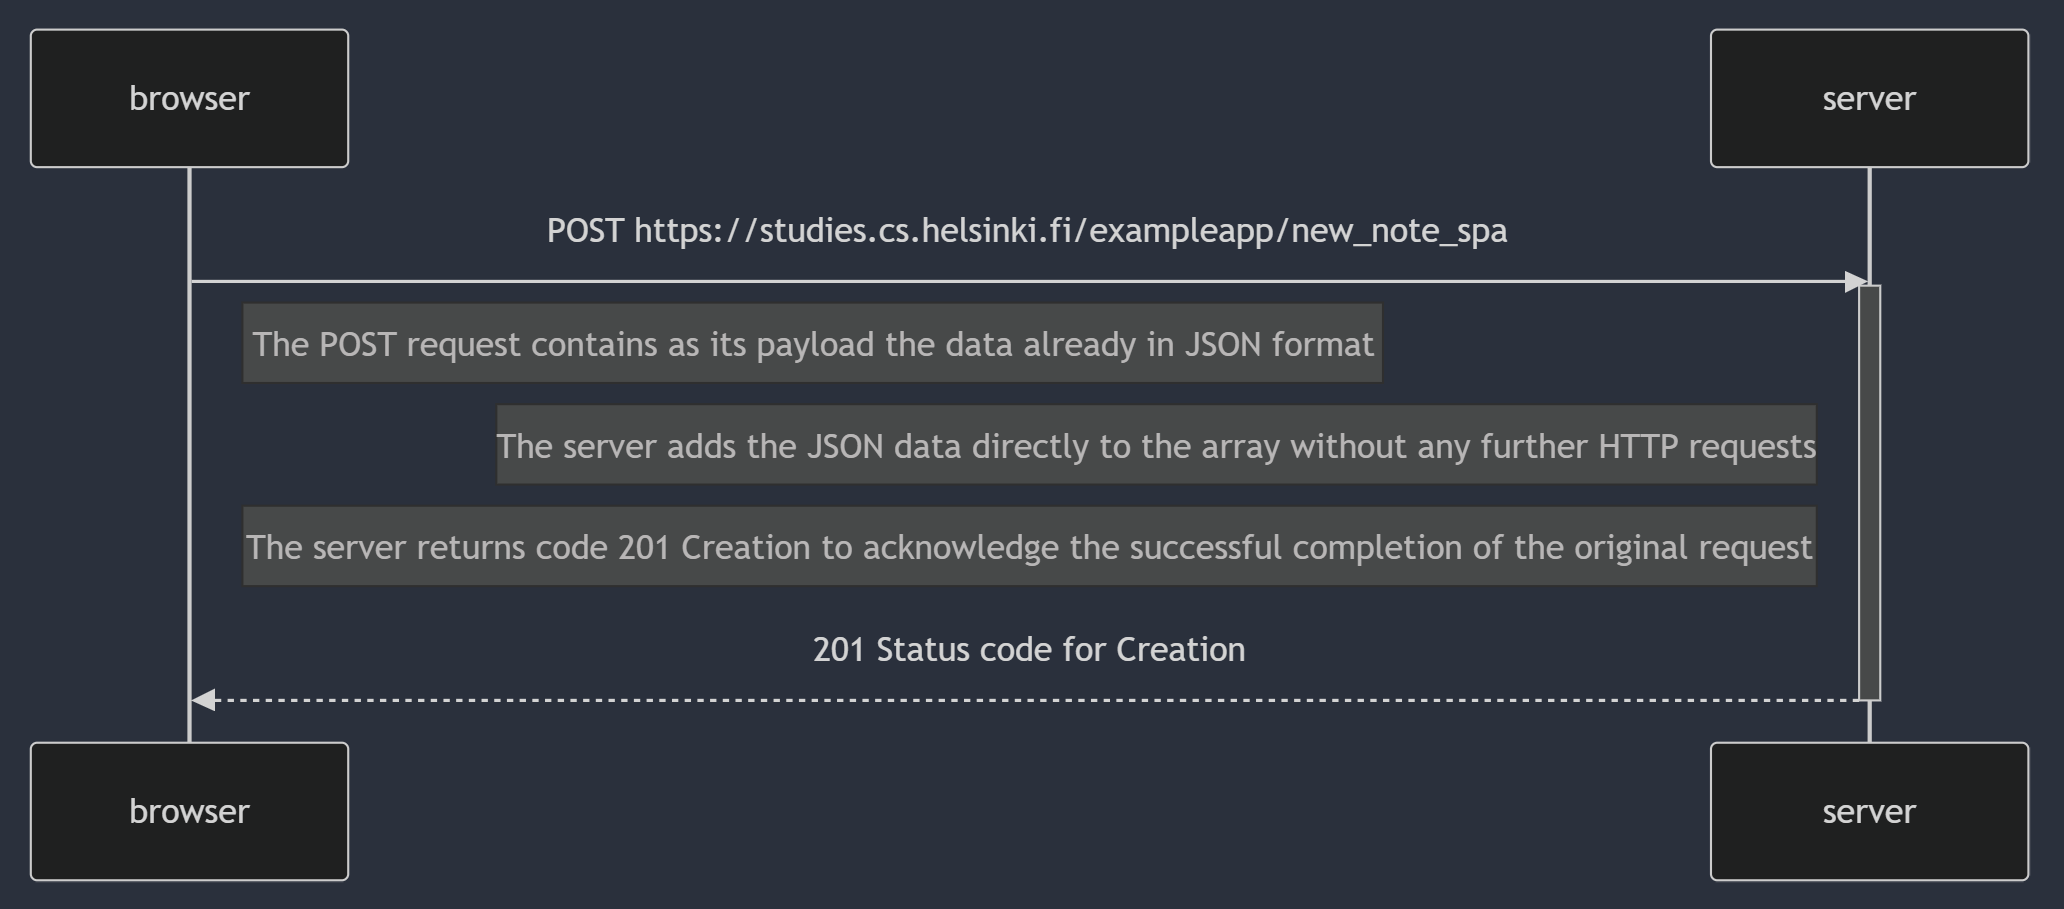 browser
server
POST https://studies.cs.helsinki.fi/exampleapp/new_note_spa
The POST request contains as its payload the data already in JSON format
The server adds the JSON data directly to the array without any further HTTP requests
The server returns code 201 Creation to acknowledge the successful completion of the original request
201 Status code for Creation
browser
server